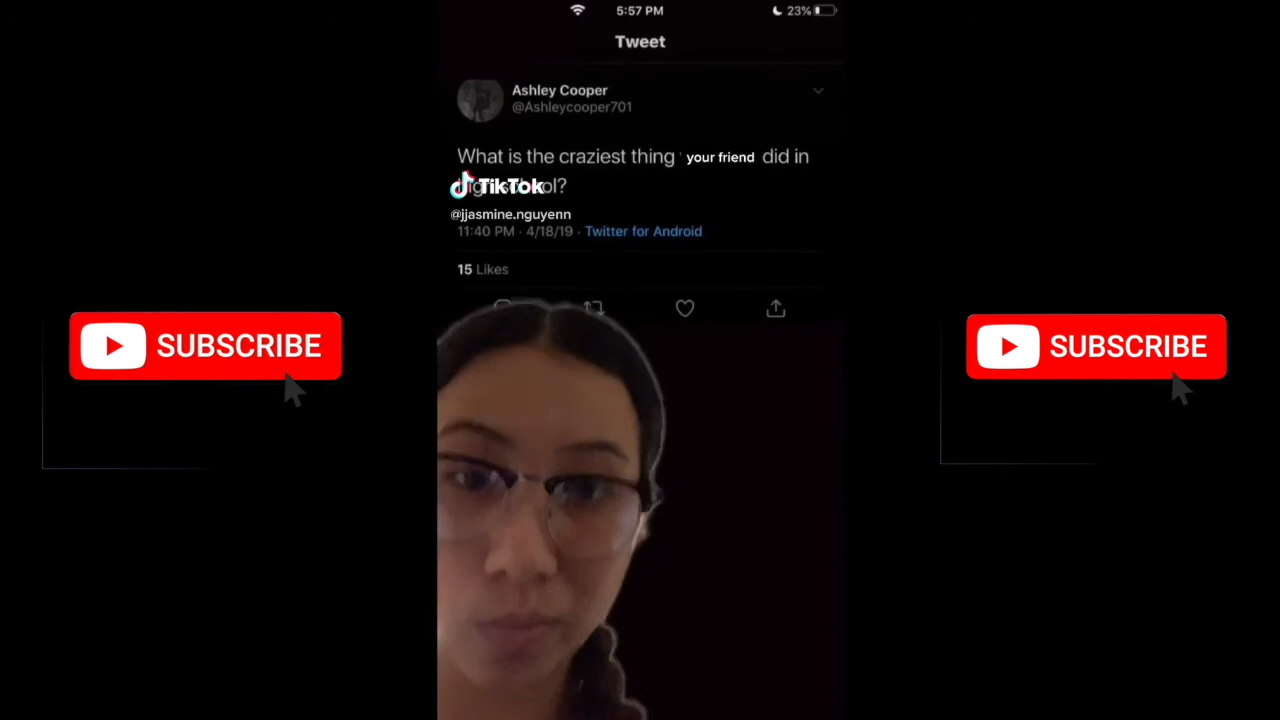 5:57 PM
23%
Tweet
Ashley Cooper
@Ashleycooper701
What is the craziest thing your friend did in
TikTok
@jjasmine.nguyenn
11:40 PM · 4/18/19 · Twitter for Android
15 Likes
SUBSCRIBE
SUBSCRIBE